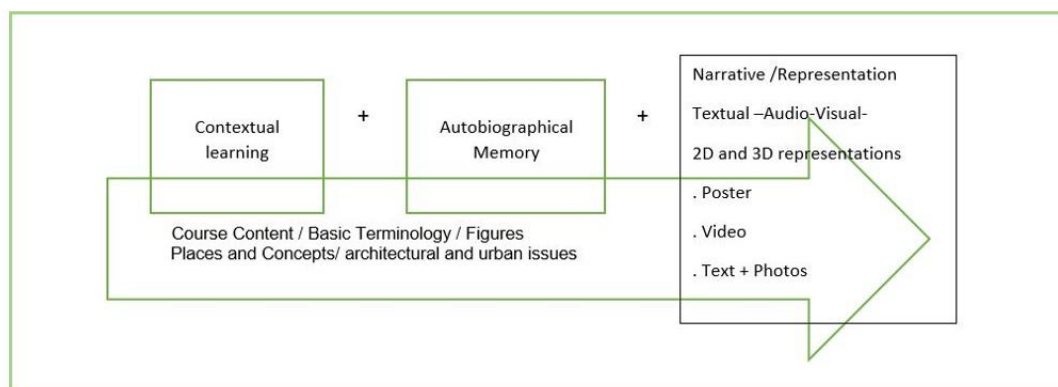 Contextual
learning
+
Autobiographical
Memory
+
Narrative /Representation
Textual –Audio-Visual-
2D and 3D representations
. Poster
. Video
. Text + Photos
Course Content / Basic Terminology / Figures
Places and Concepts/ architectural and urban issues